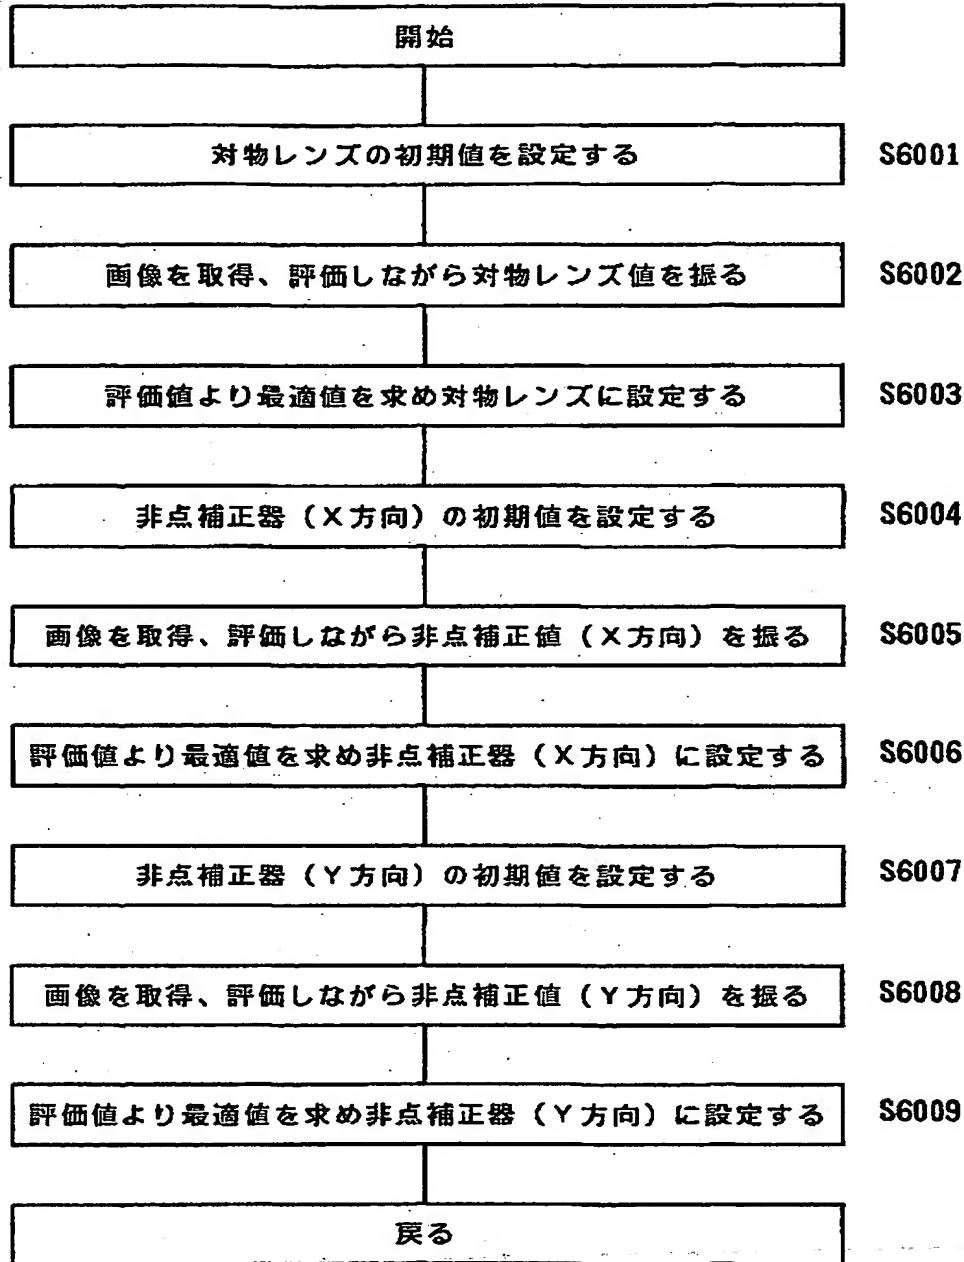 開始
対物レンズの初期値を設定する S6001
画像を取得、評価しながら対物レンズ値を振る S6002
評価値より最適値を求め対物レンズに設定する S6003
非点補正器（X方向）の初期値を設定する S6004
画像を取得、評価しながら非点補正値（X方向）を振る S6005
評価値より最適値を求め非点補正器（X方向）に設定する S6006
非点補正器（Y方向）の初期値を設定する S6007
画像を取得、評価しながら非点補正値（Y方向）を振る S6008
評価値より最適値を求め非点補正器（Y方向）に設定する S6009
戻る